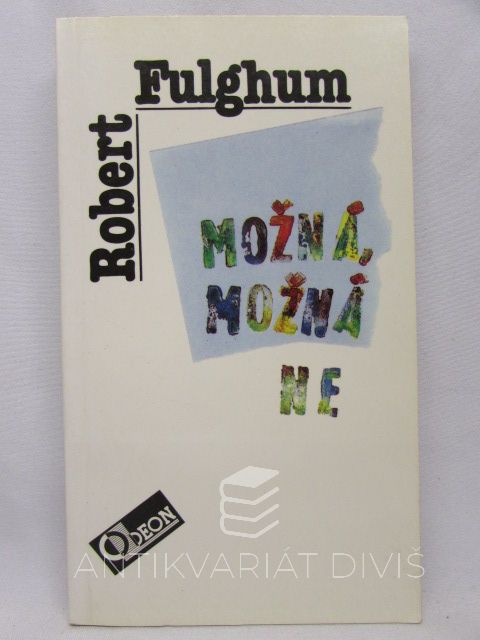 Robert
Fulghum
MOŽNÁ,
MOŽNÁ
NE
ODEON
ANTIKVARIÁT DIVIŠ